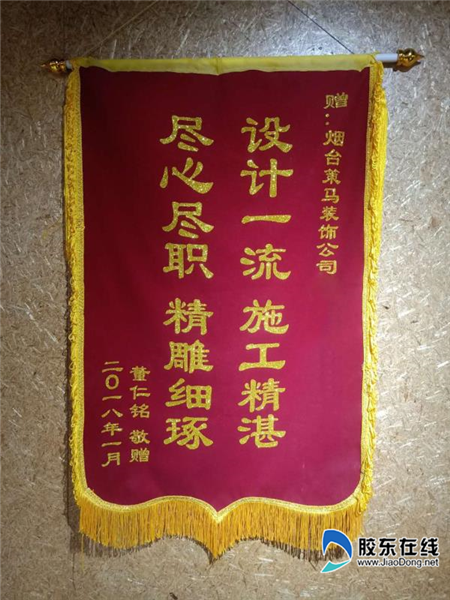 赠：烟台莱马装饰公司
设计一流 施工精湛
尽心尽职 精雕细琢
董仁铭 敬赠
二〇一八年一月
胶东在线
www.JiaoDong.net